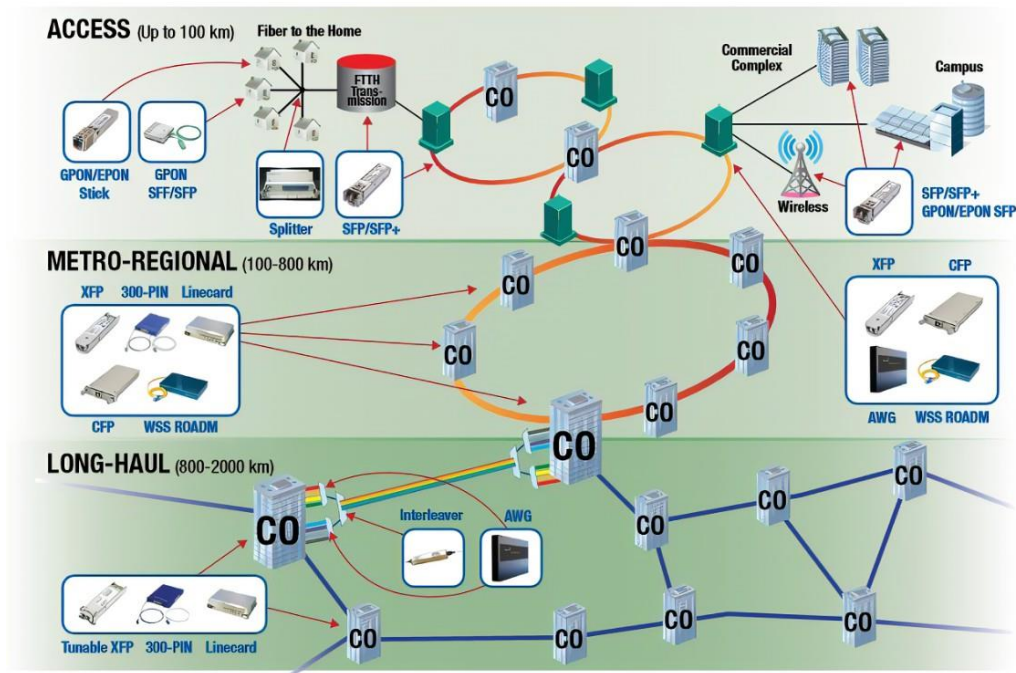 ACCESS (Up to 100 km)
Fiber to the Home
FTTH
Trans-
mission
CO
CO
Commercial
Complex
Campus
Wireless
GPON/EPON
Stick
GPON
SFF/SFP
Splitter
SFP/SFP+
SFP/SFP+
GPON/EPON SFP
METRO-REGIONAL (100-800 km)
XFP 300-PIN Linecard
CFP WSS ROADM
CO
CO
CO
CO
CO
CO
CO
XFP CFP
AWG WSS ROADM
LONG-HAUL (800-2000 km)
CO
Interleaver
AWG
CO
CO
CO
Tunable XFP 300-PIN Linecard
CO
CO
CO
CO